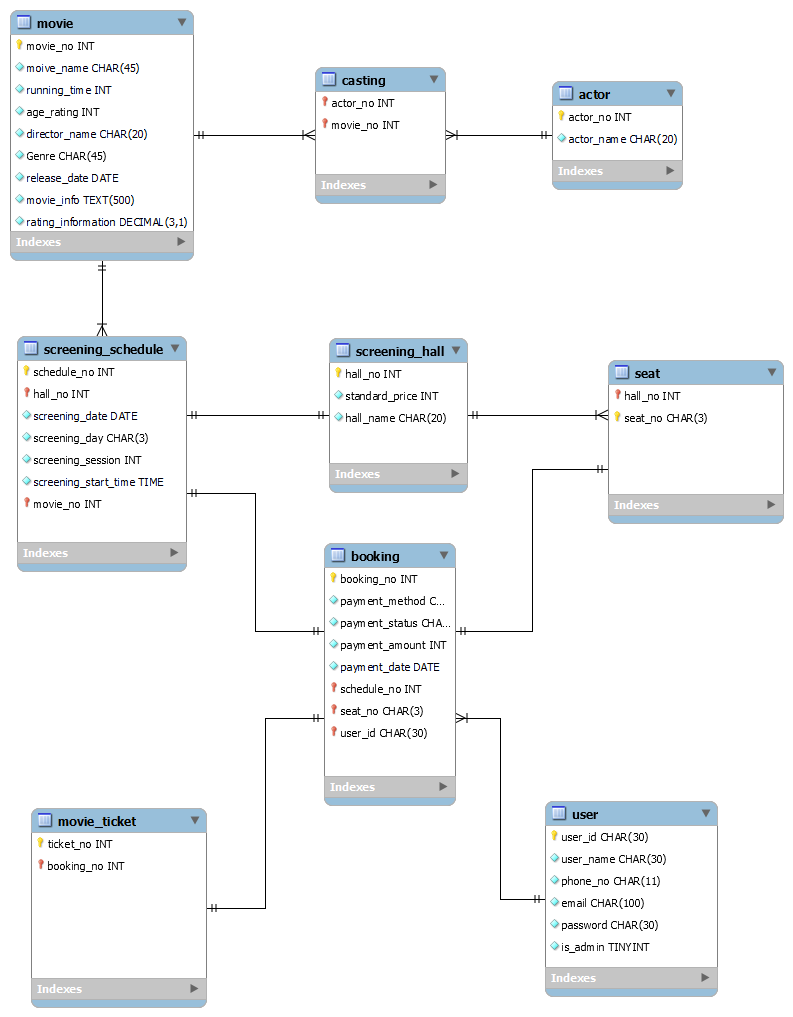 movie
movie_no INT
moive_name CHAR(45)
running_time INT
age_rating INT
director_name CHAR(20)
Genre CHAR(45)
release_date DATE
movie_info TEXT(500)
rating_information DECIMAL(3,1)
Indexes
casting
actor_no INT
movie_no INT
Indexes
actor
actor_no INT
actor_name CHAR(20)
Indexes
screening_schedule
schedule_no INT
hall_no INT
screening_date DATE
screening_day CHAR(3)
screening_session INT
screening_start_time TIME
movie_no INT
Indexes
screening_hall
hall_no INT
standard_price INT
hall_name CHAR(20)
Indexes
seat
hall_no INT
seat_no CHAR(3)
Indexes
booking
booking_no INT
payment_method C...
payment_status CHA...
payment_amount INT
payment_date DATE
schedule_no INT
seat_no CHAR(3)
user_id CHAR(30)
Indexes
movie_ticket
ticket_no INT
booking_no INT
Indexes
user
user_id CHAR(30)
user_name CHAR(30)
phone_no CHAR(11)
email CHAR(100)
password CHAR(30)
is_admin TINYINT
Indexes